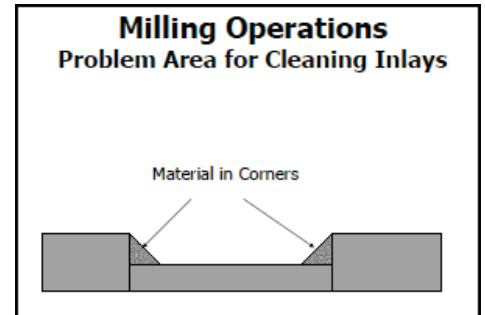 Milling Operations
Problem Area for Cleaning Inlays
Material in Corners